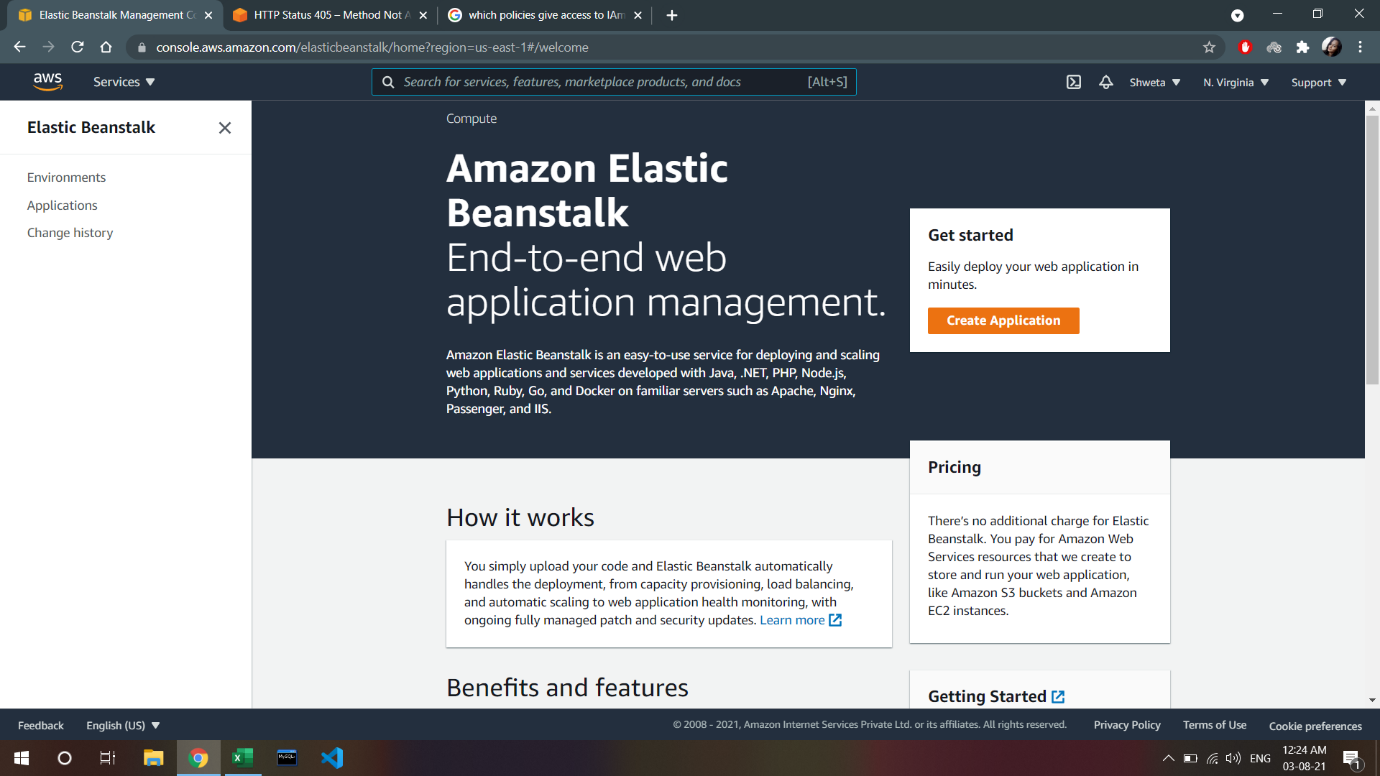 Elastic Beanstalk Management Co
HTTP Status 405 – Method Not A
which policies give access to IAm
console.aws.amazon.com/elasticbeanstalk/home?region=us-east-1#/welcome
aws
Services
Search for services, features, marketplace products, and docs
[Alt+S]
Shweta
N. Virginia
Support
Elastic Beanstalk
Environments
Applications
Change history
Compute
Amazon Elastic
Beanstalk
End-to-end web
application management.
Amazon Elastic Beanstalk is an easy-to-use service for deploying and scaling
web applications and services developed with Java, .NET, PHP, Node.js,
Python, Ruby, Go, and Docker on familiar servers such as Apache, Nginx,
Passenger, and IIS.
Get started
Easily deploy your web application in
minutes.
Create Application
Pricing
There's no additional charge for Elastic
Beanstalk. You pay for Amazon Web
Services resources that we create to
store and run your web application,
like Amazon S3 buckets and Amazon
EC2 instances.
How it works
You simply upload your code and Elastic Beanstalk automatically
handles the deployment, from capacity provisioning, load balancing,
and automatic scaling to web application health monitoring, with
ongoing fully managed patch and security updates. Learn more
Benefits and features
Getting Started
Feedback
English (US)
© 2008 - 2021, Amazon Internet Services Private Ltd. or its affiliates. All rights reserved.
Privacy Policy
Terms of Use
Cookie preferences
MySQL
ENG
12:24 AM
03-08-21
1